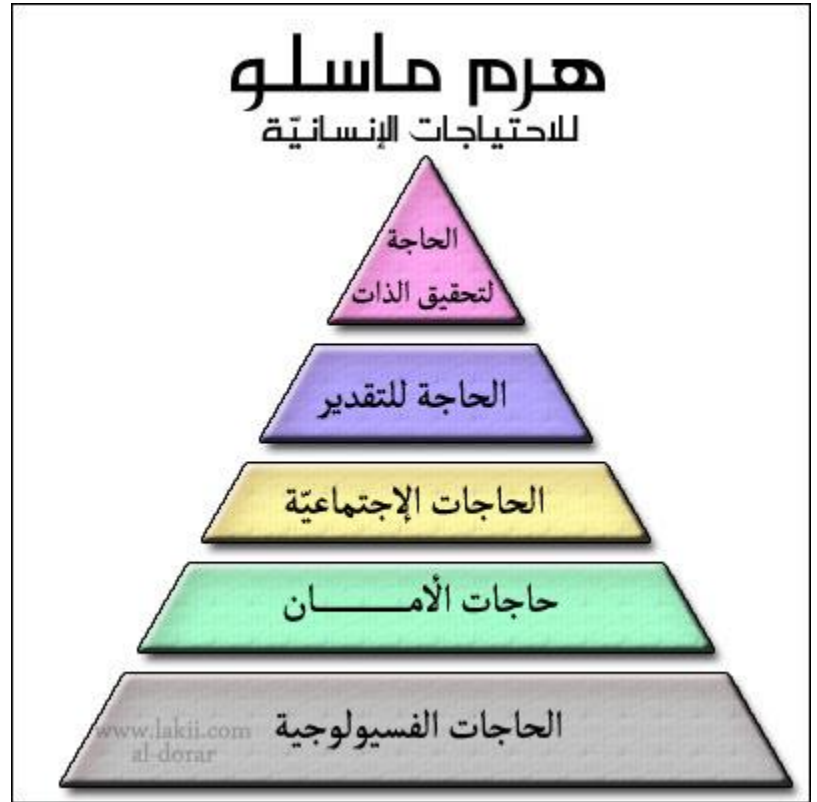 هرم ماسلو
للاحتياجات الإنسانيّة
الحاجة
لتحقيق الذات
الحاجة للتقدير
الحاجات الإجتماعيّة
حاجات الأمــــــان
الحاجات الفسيولوجية
www.lakii.com
al-dorar